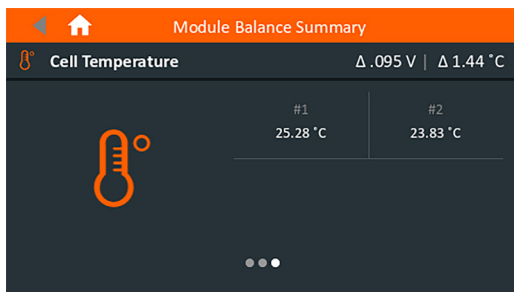 Module Balance Summary
Cell Temperature Δ .095 V | Δ 1.44 ˚C
#1 #2
25.28 ˚C 23.83 ˚C